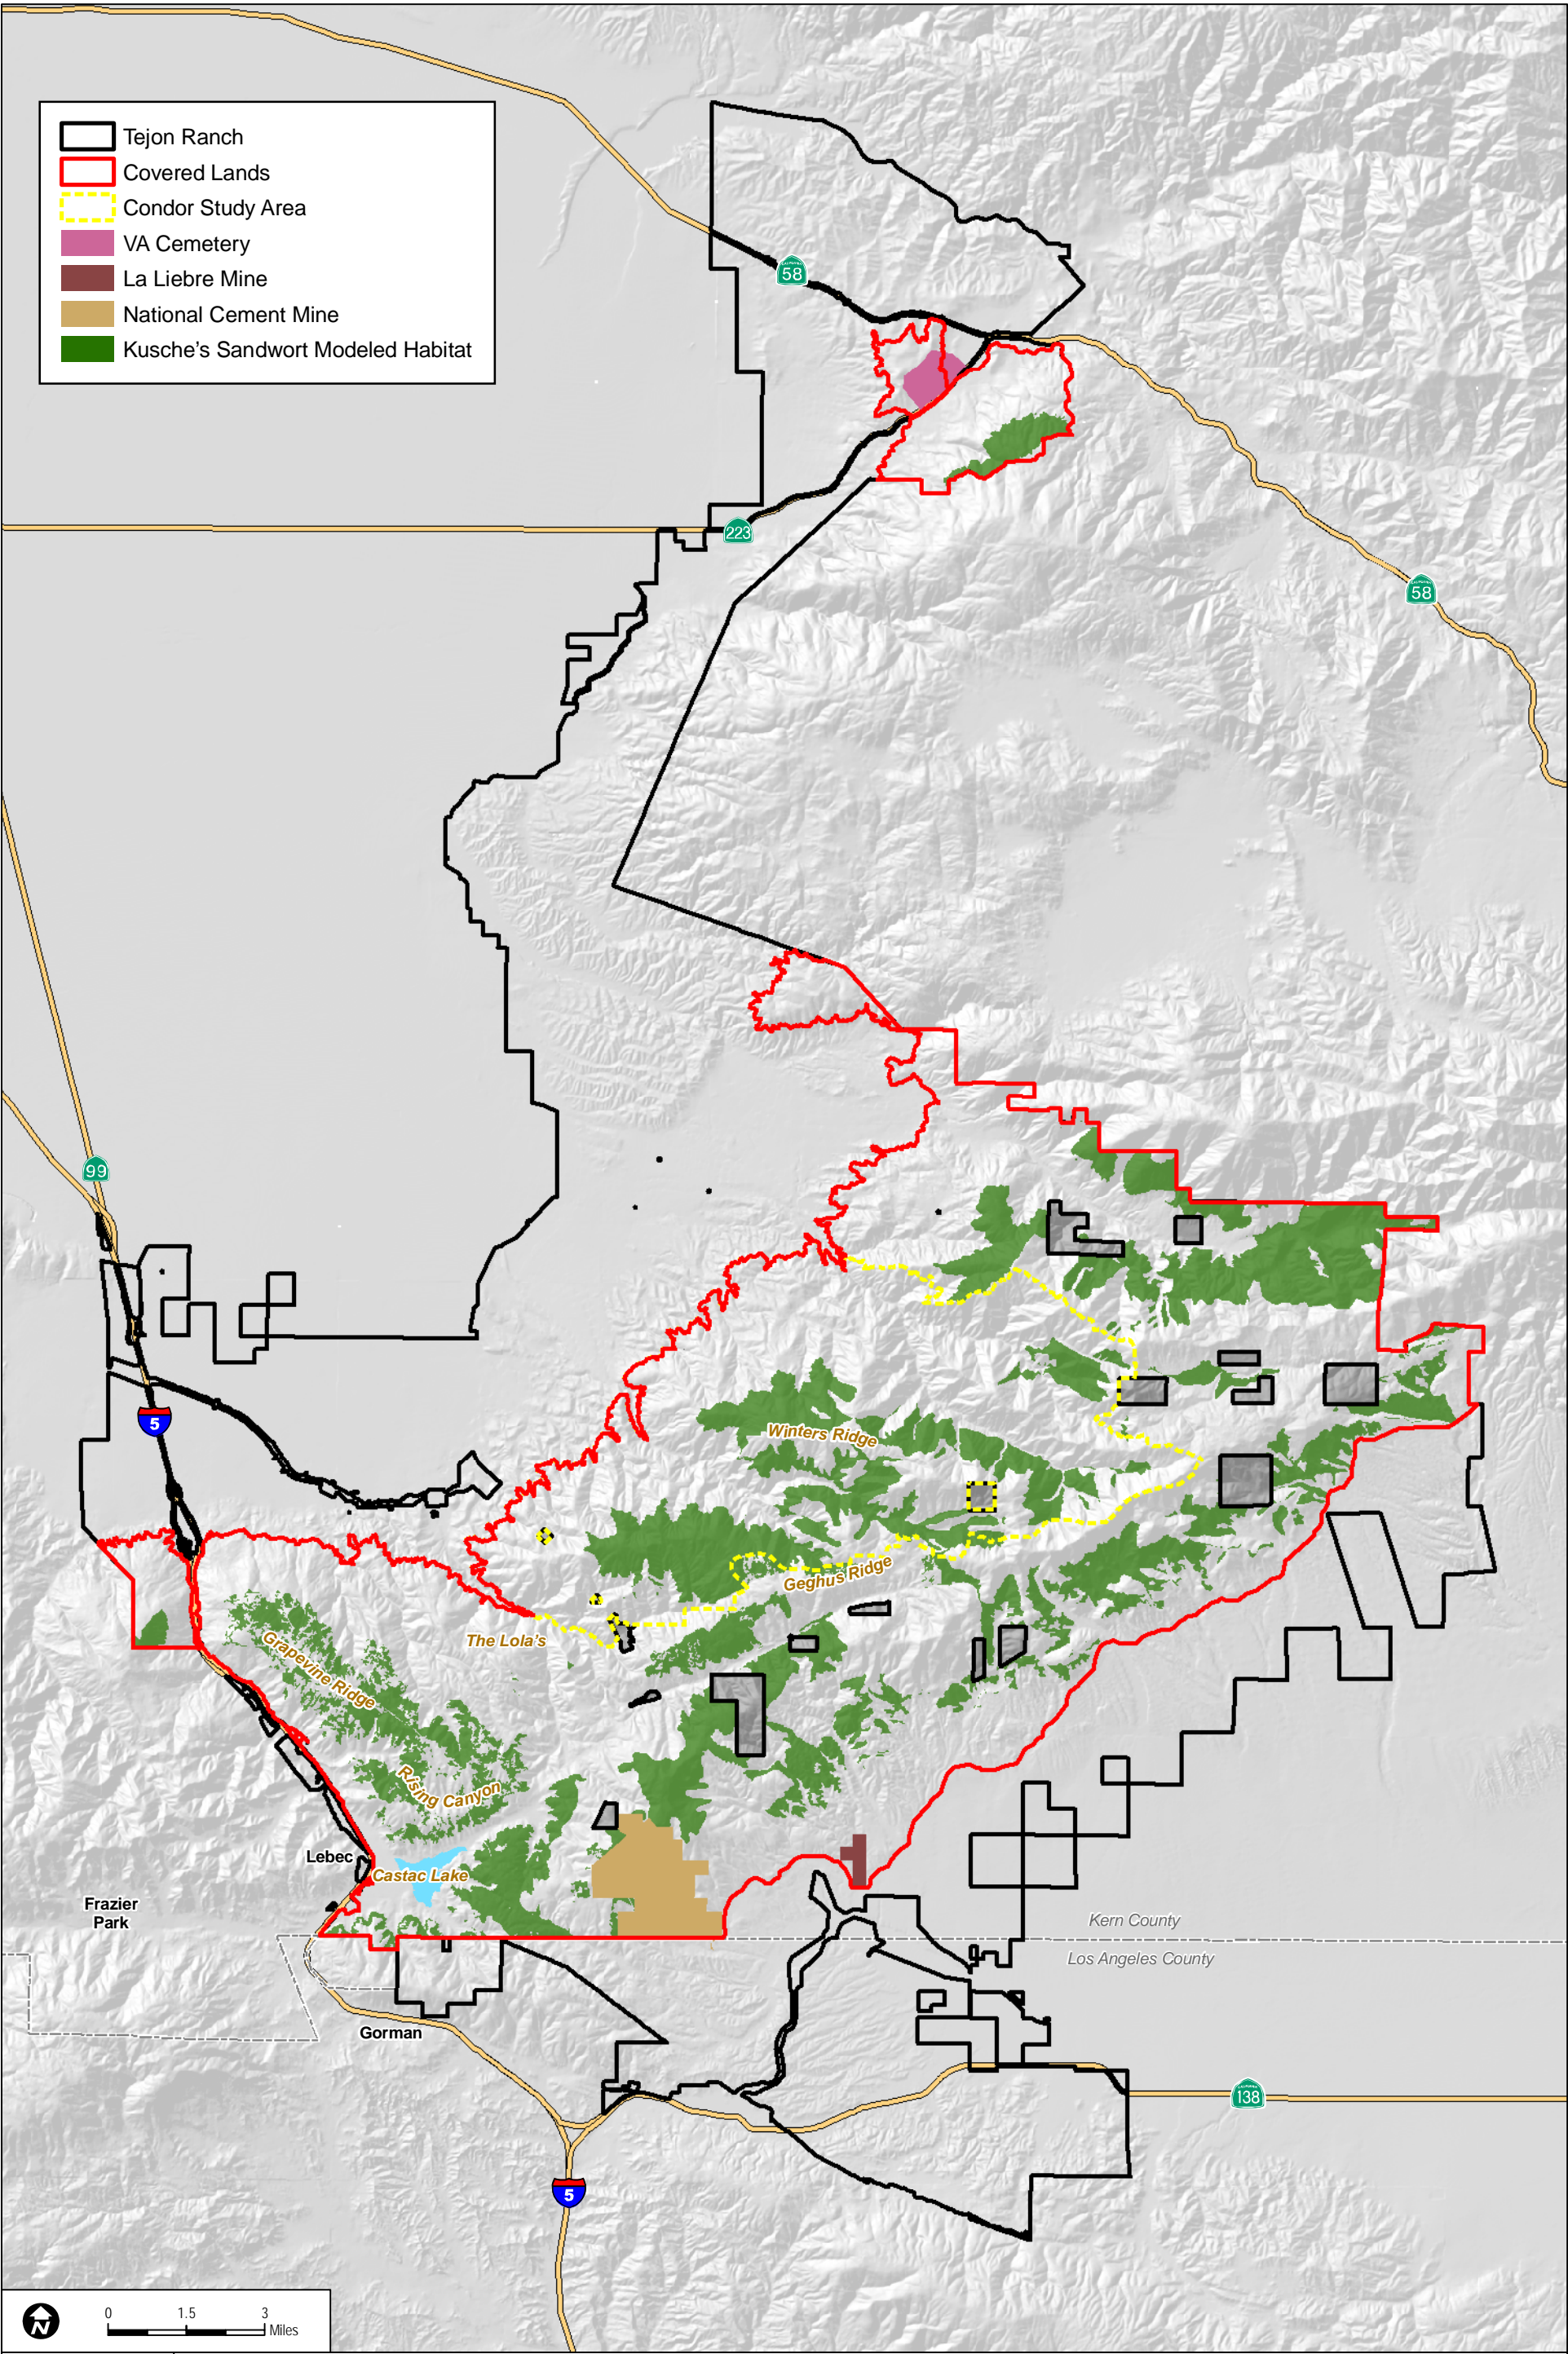 Tejon Ranch
Covered Lands
Condor Study Area
VA Cemetery
La Liebre Mine
National Cement Mine
Kusche's Sandwort Modeled Habitat
58
223
58
99
5
Winters Ridge
Geghus Ridge
The Lola's
Grapevine Ridge
Rising Canyon
Lebec
Castac Lake
Frazier
Park
Kern County
Los Angeles County
Gorman
138
5
N
0 1.5 3
Miles